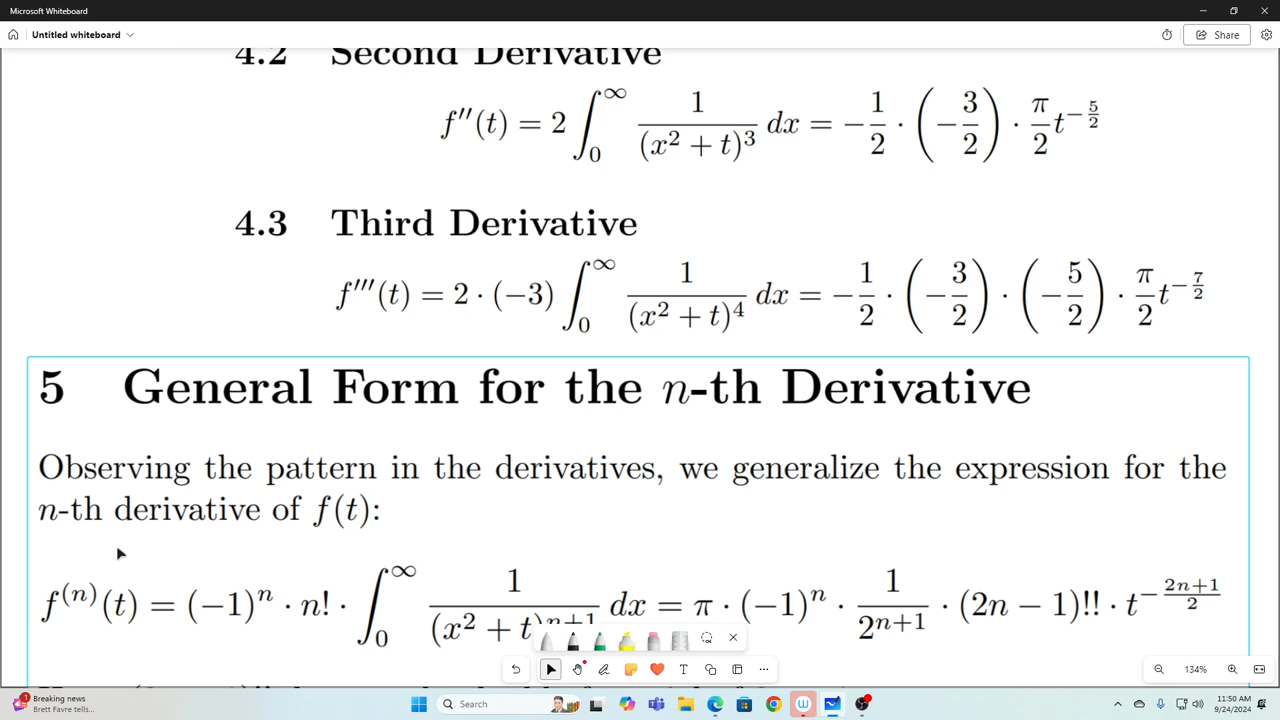 Microsoft Whiteboard
Untitled whiteboard
Share
4.2 Second Derivative
f''(t) = 2 ∫₀^∞ 1/(x² + t)³ dx = −1/2 · (−3/2) · π/2 t^(−5/2)
4.3 Third Derivative
f'''(t) = 2 · (−3) ∫₀^∞ 1/(x² + t)⁴ dx = −1/2 · (−3/2) · (−5/2) · π/2 t^(−7/2)
5 General Form for the n-th Derivative
Observing the pattern in the derivatives, we generalize the expression for the
n-th derivative of f(t):
f^(n)(t) = (−1)^n · n! · ∫₀^∞ 1/(x² + t)^(n+1) dx = π · (−1)^n · 1/2^(n+1) · (2n − 1)!! · t^(−(2n+1)/2)
134%
Breaking news
Brett Favre tells...
Search
11:50 AM
9/24/2024